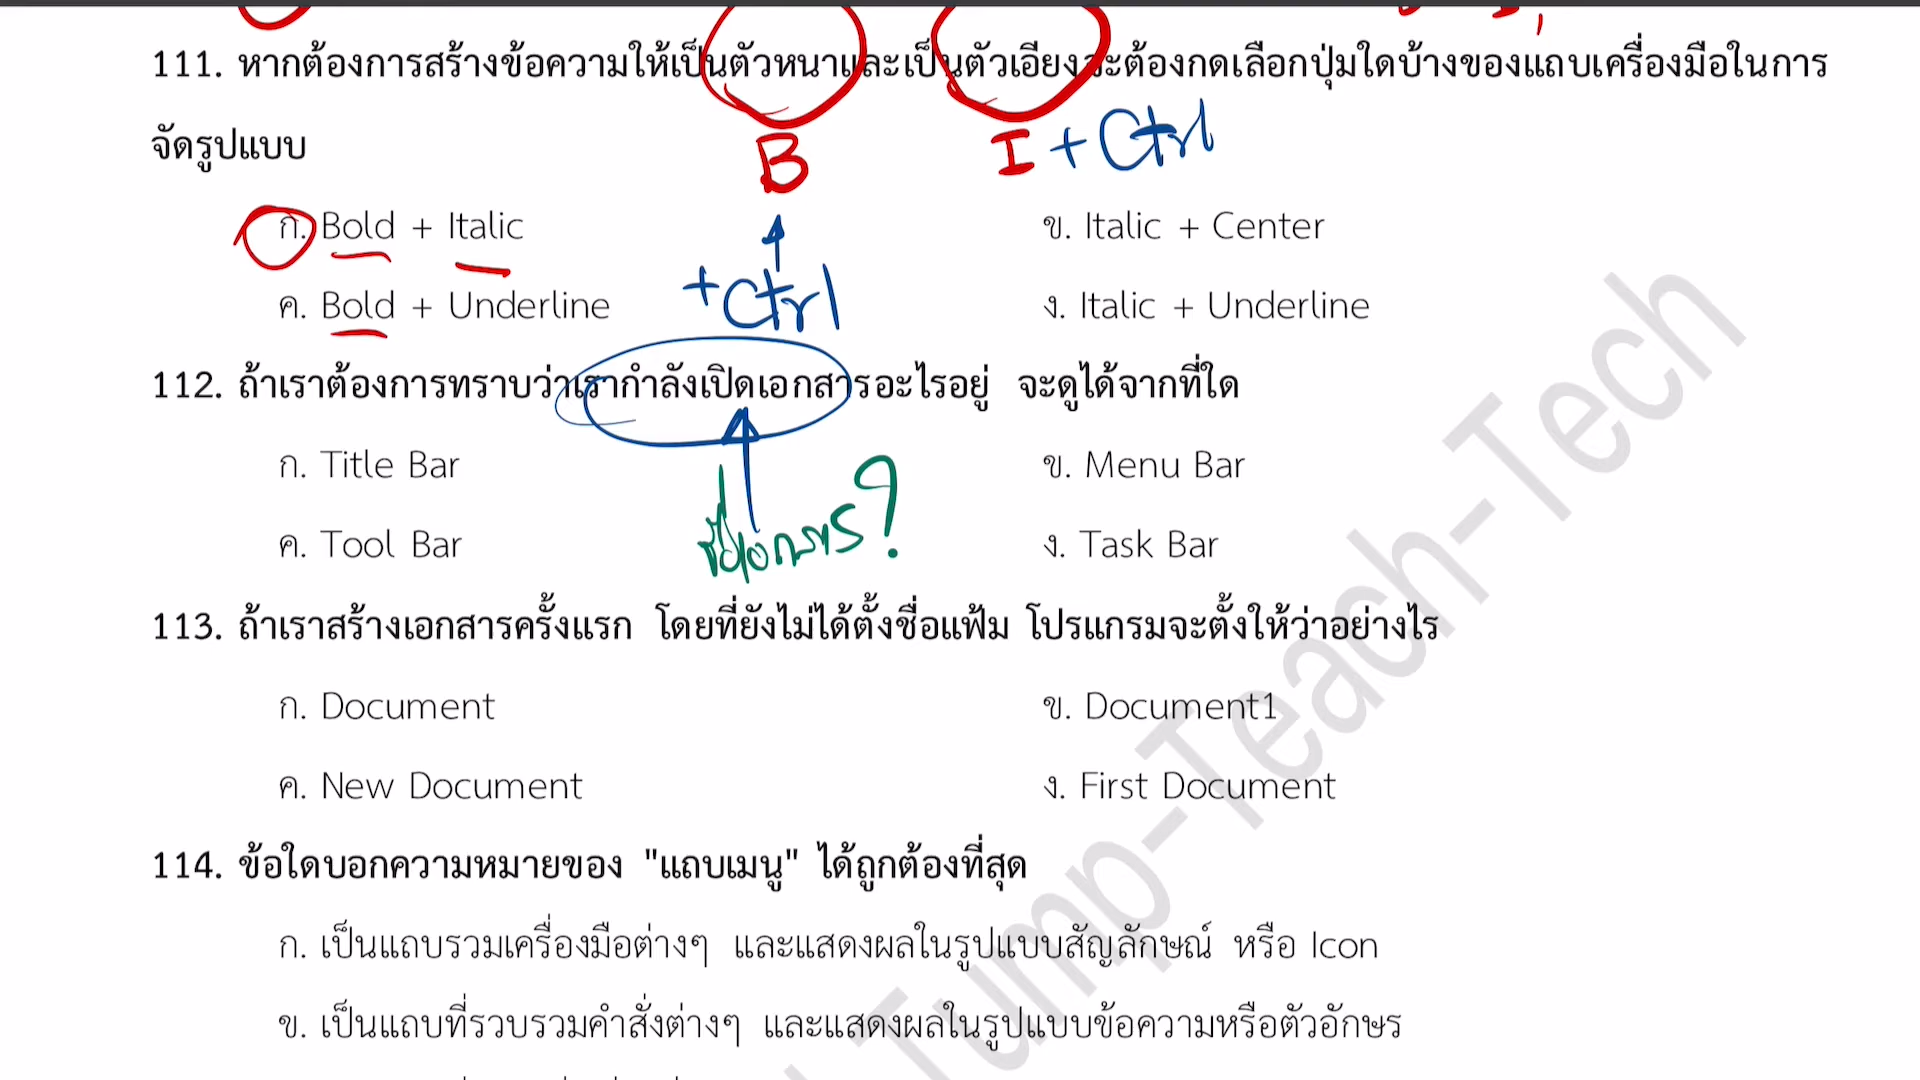 111. หากต้องการสร้างข้อความให้เป็นตัวหนาและเป็นตัวเอียงจะต้องกดเลือกปุ่มใดบ้างของแถบเครื่องมือในการ
B
I + Ctrl
จัดรูปแบบ
ก. Bold + Italic
ข. Italic + Center
+Ctrl
ค. Bold + Underline
ง. Italic + Underline
112. ถ้าเราต้องการทราบว่าเรากำลังเปิดเอกสารอะไรอยู่ จะดูได้จากที่ใด
ก. Title Bar
ข. Menu Bar
ชื่อเอกสาร?
ค. Tool Bar
ง. Task Bar
113. ถ้าเราสร้างเอกสารครั้งแรก โดยที่ยังไม่ได้ตั้งชื่อแฟ้ม โปรแกรมจะตั้งให้ว่าอย่างไร
ก. Document
ข. Document1
ค. New Document
ง. First Document
114. ข้อใดบอกความหมายของ "แถบเมนู" ได้ถูกต้องที่สุด
ก. เป็นแถบรวมเครื่องมือต่างๆ และแสดงผลในรูปแบบสัญลักษณ์ หรือ Icon
ข. เป็นแถบที่รวบรวมคำสั่งต่างๆ และแสดงผลในรูปแบบข้อความหรือตัวอักษร
Tump-Teach-Tech